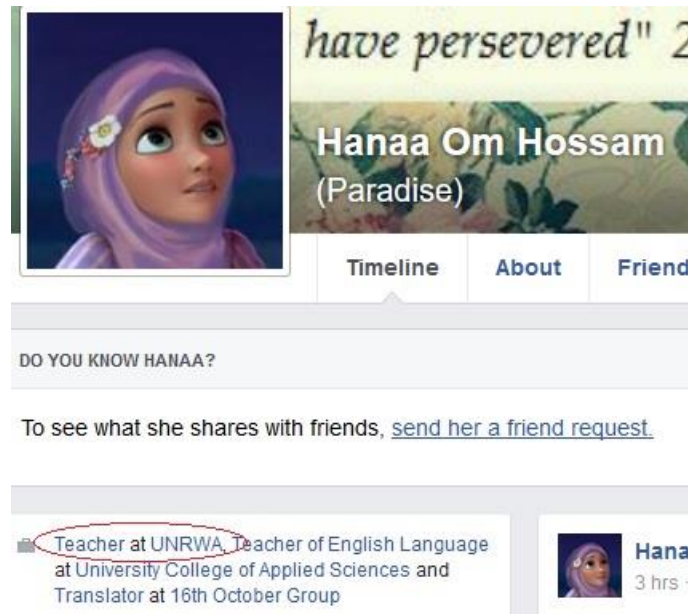 have persevered" 2
Hanaa Om Hossam
(Paradise)
Timeline About Friend
DO YOU KNOW HANAA?
To see what she shares with friends, send her a friend request.
Teacher at UNRWA, Teacher of English Language
at University College of Applied Sciences and
Translator at 16th October Group
Hana
3 hrs ·